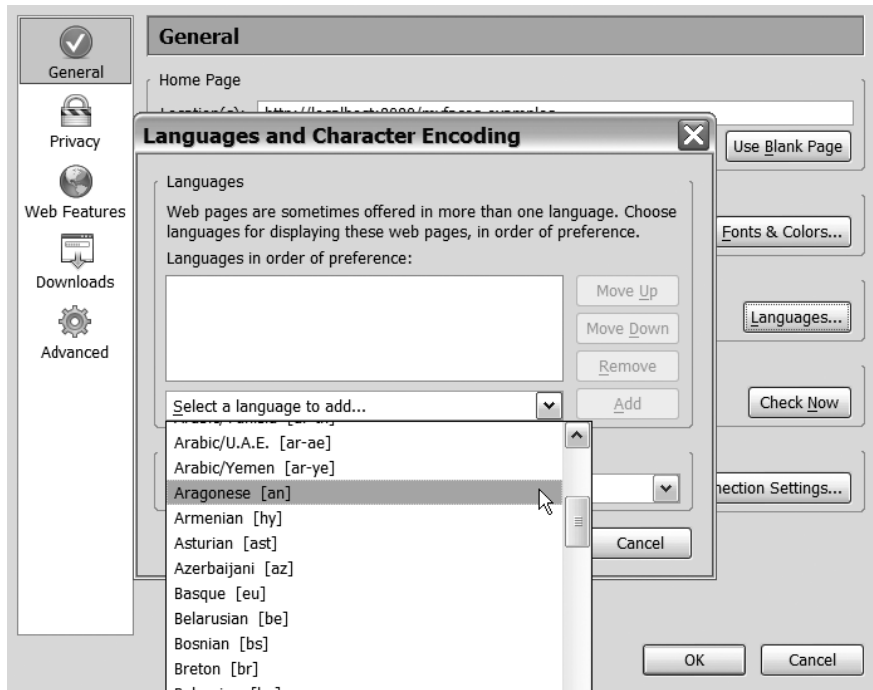 General
General
Home Page
Privacy
Use Blank Page
Languages and Character Encoding
Languages
Web Features
Web pages are sometimes offered in more than one language. Choose
languages for displaying these web pages, in order of preference.
Fonts & Colors...
Languages in order of preference:
Downloads
Move Up
Languages...
Move Down
Advanced
Remove
Select a language to add...
Add
Check Now
Arabic/U.A.E. [ar-ae]
Arabic/Yemen [ar-ye]
Aragonese [an]
nection Settings...
Armenian [hy]
Asturian [ast]
Cancel
Azerbaijani [az]
Basque [eu]
Belarusian [be]
Bosnian [bs]
Breton [br]
OK
Cancel